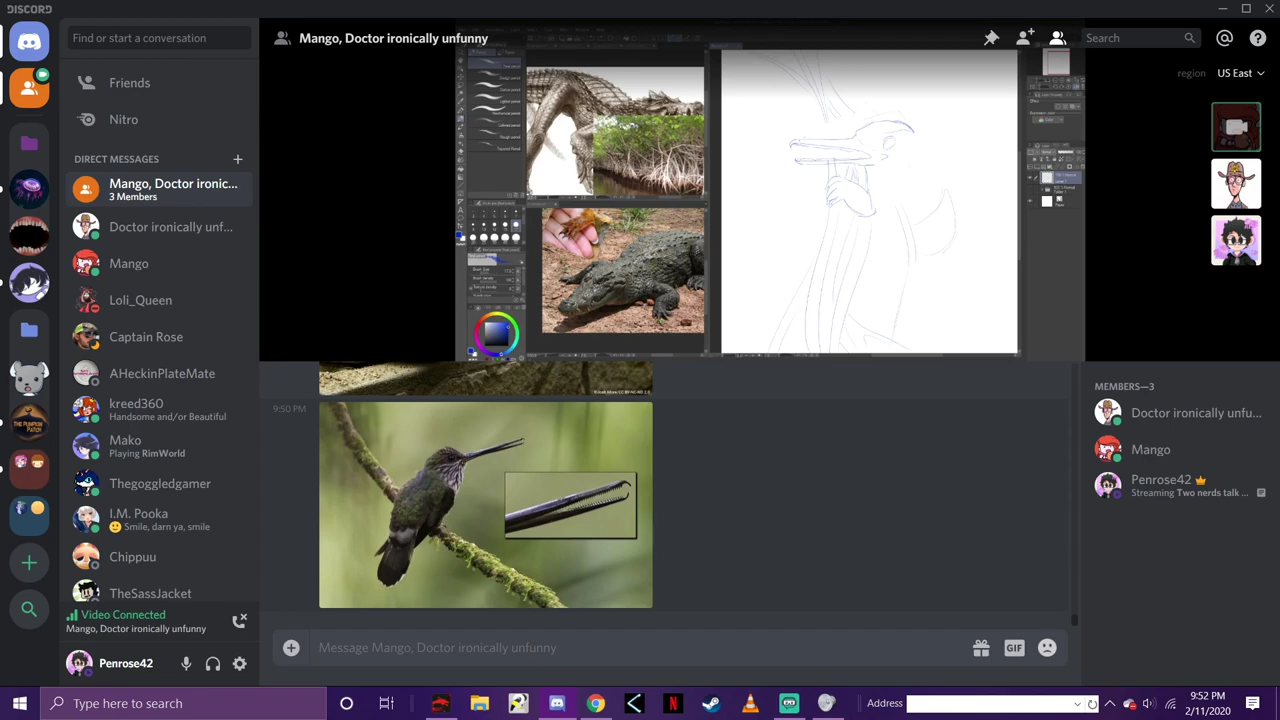 DISCORD
Find or start a conversation
Mango, Doctor ironically unfunny
Search
region
US East
Friends
Nitro
DIRECT MESSAGES
Mango, Doctor ironic...
3 Members
Doctor ironically unf...
Mango
Loli_Queen
Captain Rose
AHeckinPlateMate
kreed360
Handsome and/or Beautiful
Mako
Playing RimWorld
Thegoggledgamer
I.M. Pooka
Smile, darn ya, smile
Chippuu
TheSassJacket
Video Connected
Mango, Doctor ironically unfunny
Penrose42
9:50 PM
Message Mango, Doctor ironically unfunny
GIF
MEMBERS—3
Doctor ironically unfu...
Mango
Penrose42
Streaming Two nerds talk ...
THE PUMPKIN
PATCH
Type here to search
Address
9:52 PM
2/11/2020